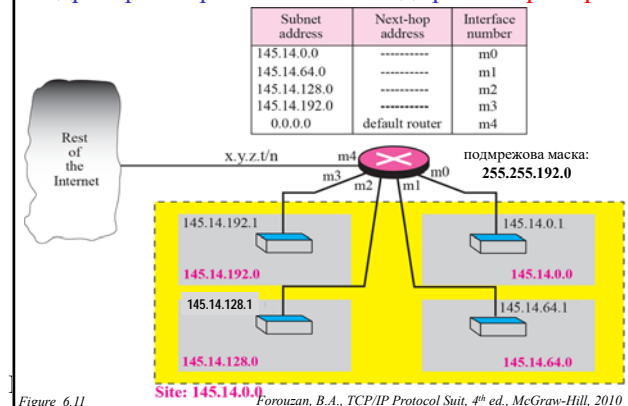 Subnet address Next-hop address Interface number
145.14.0.0 ---------- m0
145.14.64.0 ---------- m1
145.14.128.0 ---------- m2
145.14.192.0 ---------- m3
0.0.0.0 default router m4
Rest
of
the
Internet
x.y.z.t/n
m4
m3
m2
m1
m0
подмрежова маска:
255.255.192.0
145.14.192.1
145.14.192.0
145.14.0.1
145.14.0.0
145.14.128.1
145.14.128.0
145.14.64.1
145.14.64.0
Site: 145.14.0.0
Figure 6.11
Forouzan, B.A., TCP/IP Protocol Suit, 4th ed., McGraw-Hill, 2010